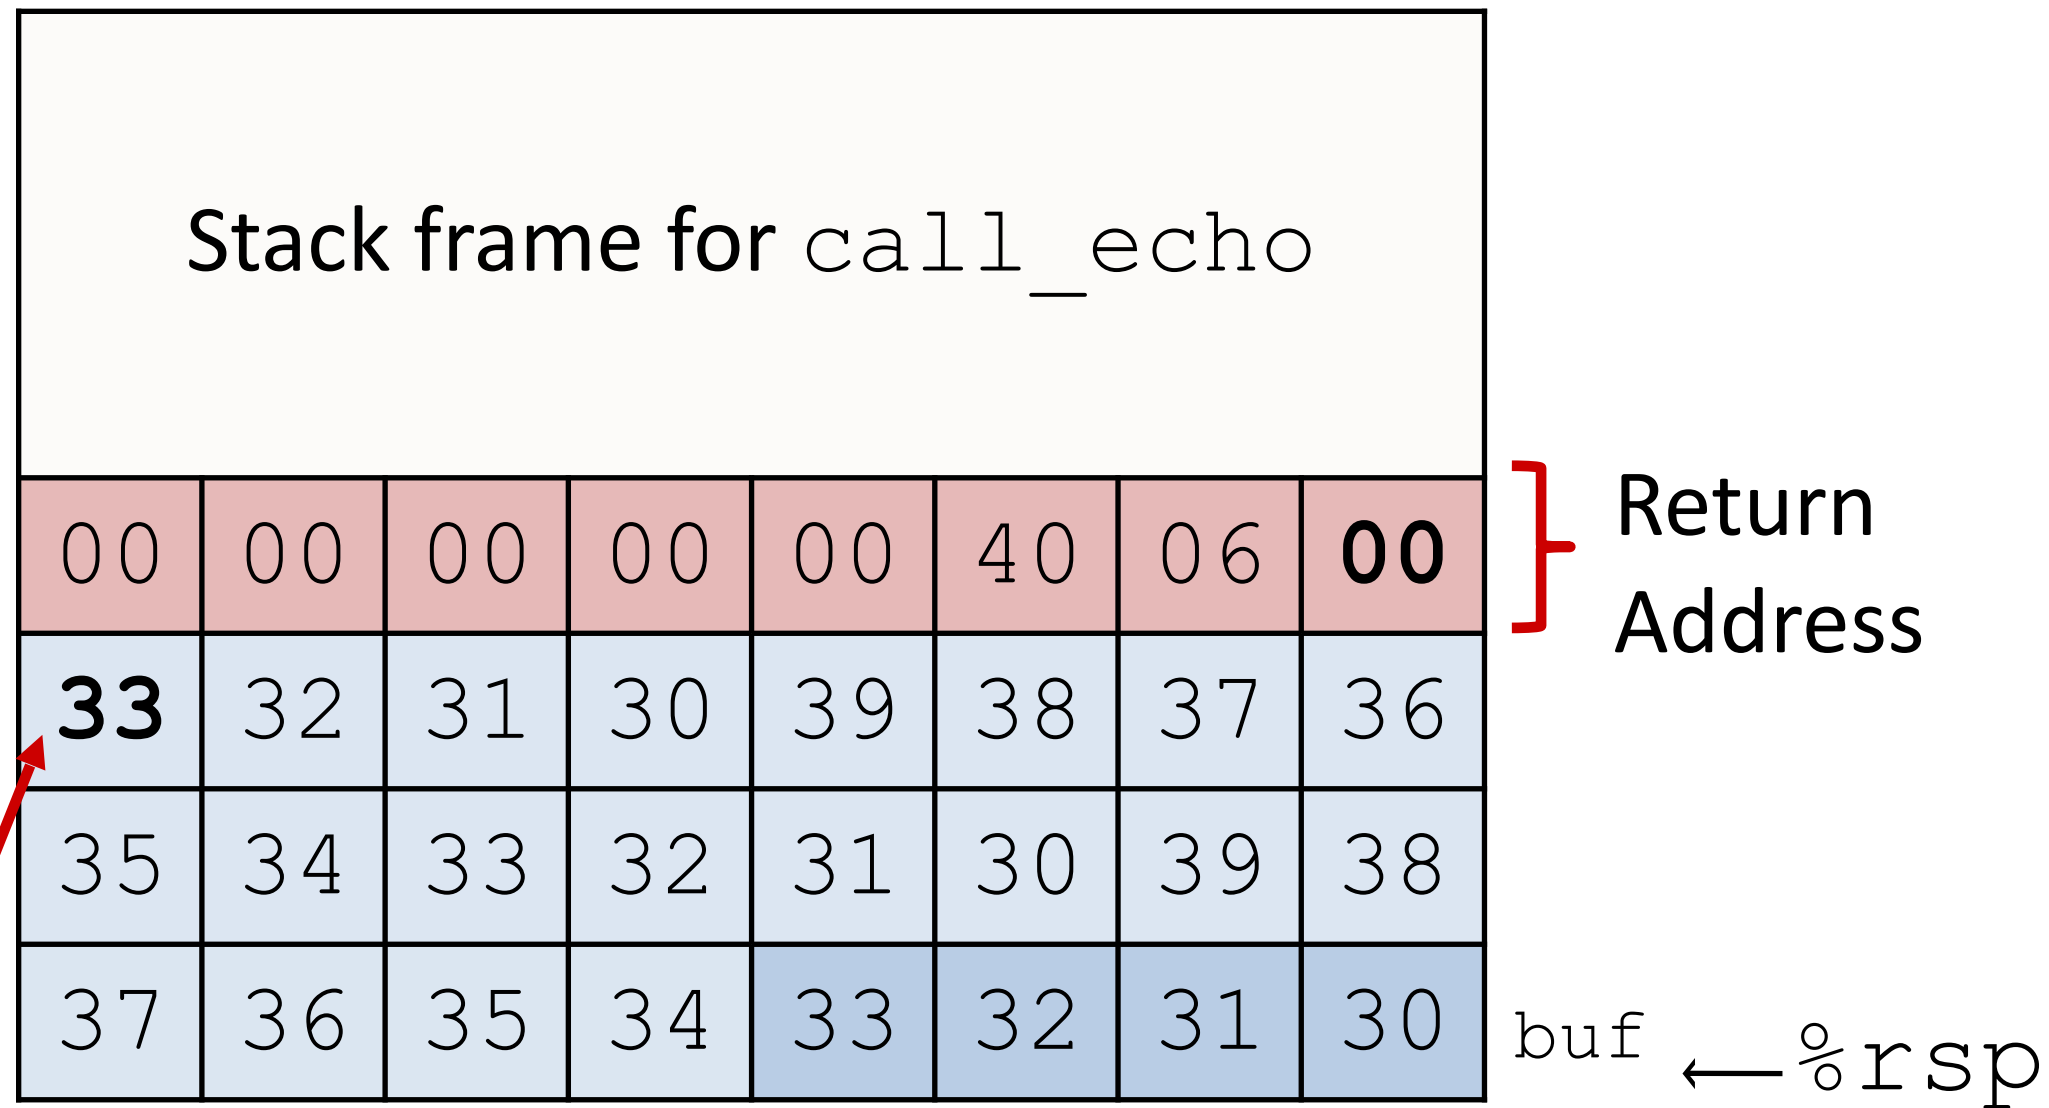 Stack frame for call_echo
00 00 00 00 00 40 06 00
Return
Address
33 32 31 30 39 38 37 36
35 34 33 32 31 30 39 38
37 36 35 34 33 32 31 30
buf ←%rsp